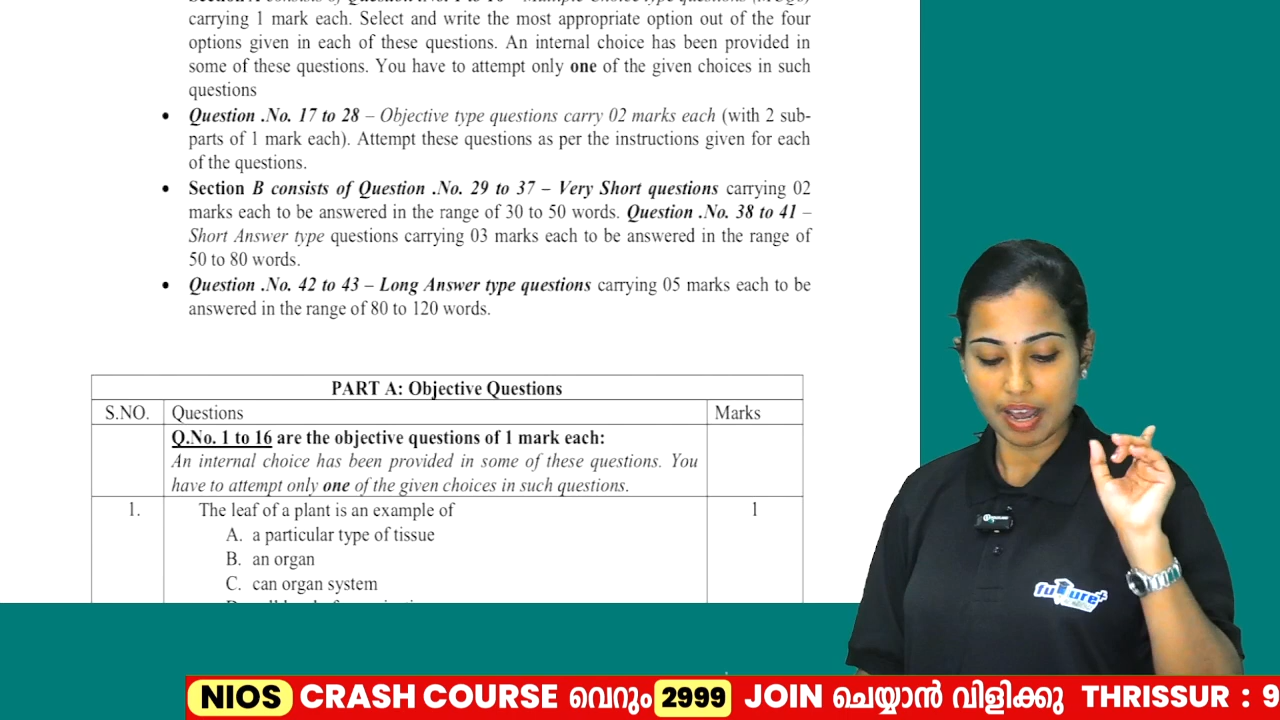 carrying 1 mark each. Select and write the most appropriate option out of the four
options given in each of these questions. An internal choice has been provided in
some of these questions. You have to attempt only one of the given choices in such
questions
• Question .No. 17 to 28 – Objective type questions carry 02 marks each (with 2 sub-
parts of 1 mark each). Attempt these questions as per the instructions given for each
of the questions.
• Section B consists of Question .No. 29 to 37 – Very Short questions carrying 02
marks each to be answered in the range of 30 to 50 words. Question .No. 38 to 41 –
Short Answer type questions carrying 03 marks each to be answered in the range of
50 to 80 words.
• Question .No. 42 to 43 – Long Answer type questions carrying 05 marks each to be
answered in the range of 80 to 120 words.
PART A: Objective Questions
S.NO. Questions Marks
Q.No. 1 to 16 are the objective questions of 1 mark each:
An internal choice has been provided in some of these questions. You
have to attempt only one of the given choices in such questions.
1. The leaf of a plant is an example of 1
A. a particular type of tissue
B. an organ
C. can organ system
future+
NIOS CRASH COURSE വെറും 2999 JOIN ചെയ്യാൻ വിളിക്കു THRISSUR : 9